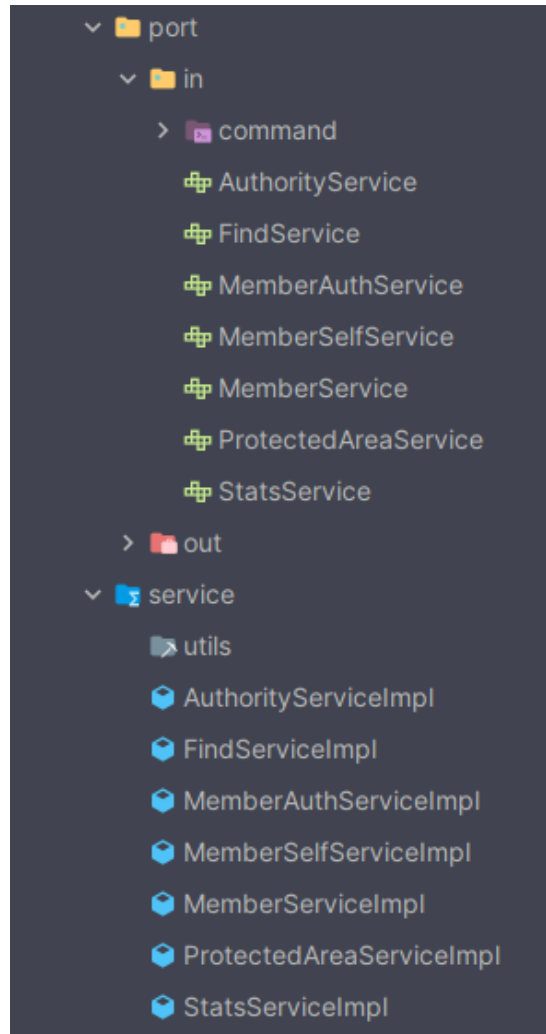 port
in
command
AuthorityService
FindService
MemberAuthService
MemberSelfService
MemberService
ProtectedAreaService
StatsService
out
service
utils
AuthorityServiceImpl
FindServiceImpl
MemberAuthServiceImpl
MemberSelfServiceImpl
MemberServiceImpl
ProtectedAreaServiceImpl
StatsServiceImpl